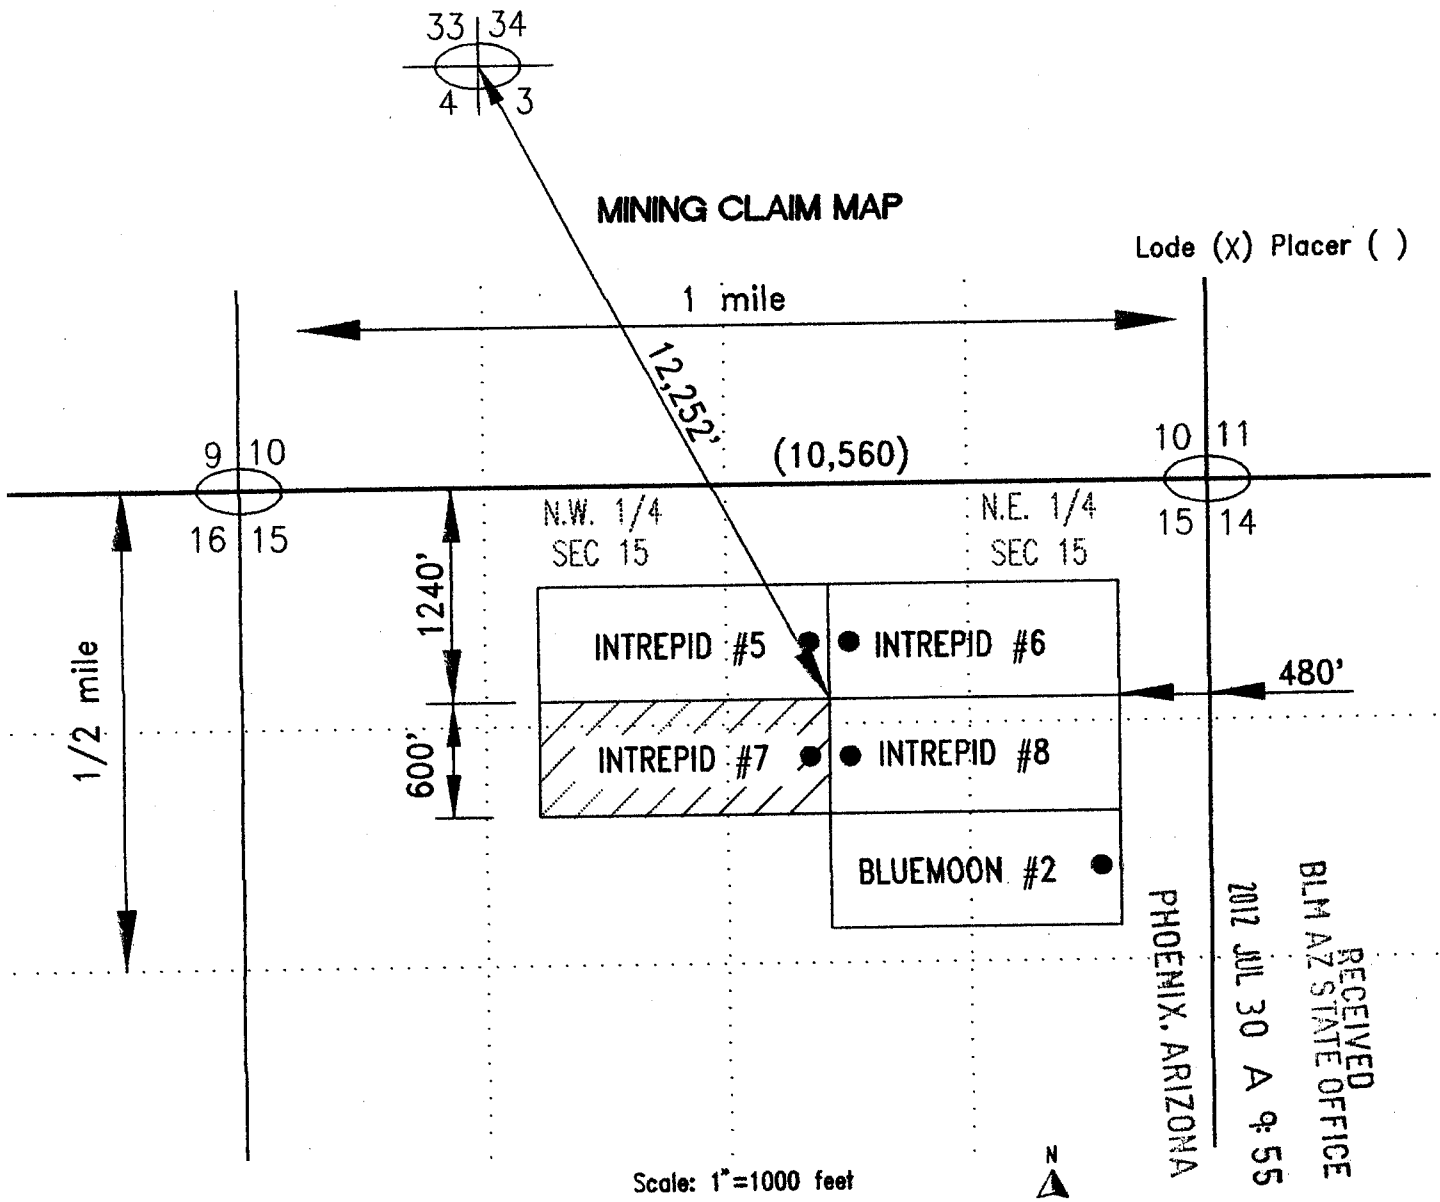 33 34
4 3
MINING CLAIM MAP
Lode (X) Placer ( )
1 mile
12,252'
(10,560)
9 10
16 15
10 11
15 14
N.W. 1/4
SEC 15
N.E. 1/4
SEC 15
1240'
1/2 mile
600'
INTREPID #5
INTREPID #6
480'
INTREPID #7
INTREPID #8
BLUEMOON #2
RECEIVED
BLM AZ STATE OFFICE
2012 JUL 30 A 9:55
PHOENIX, ARIZONA
N
Scale: 1"=1000 feet